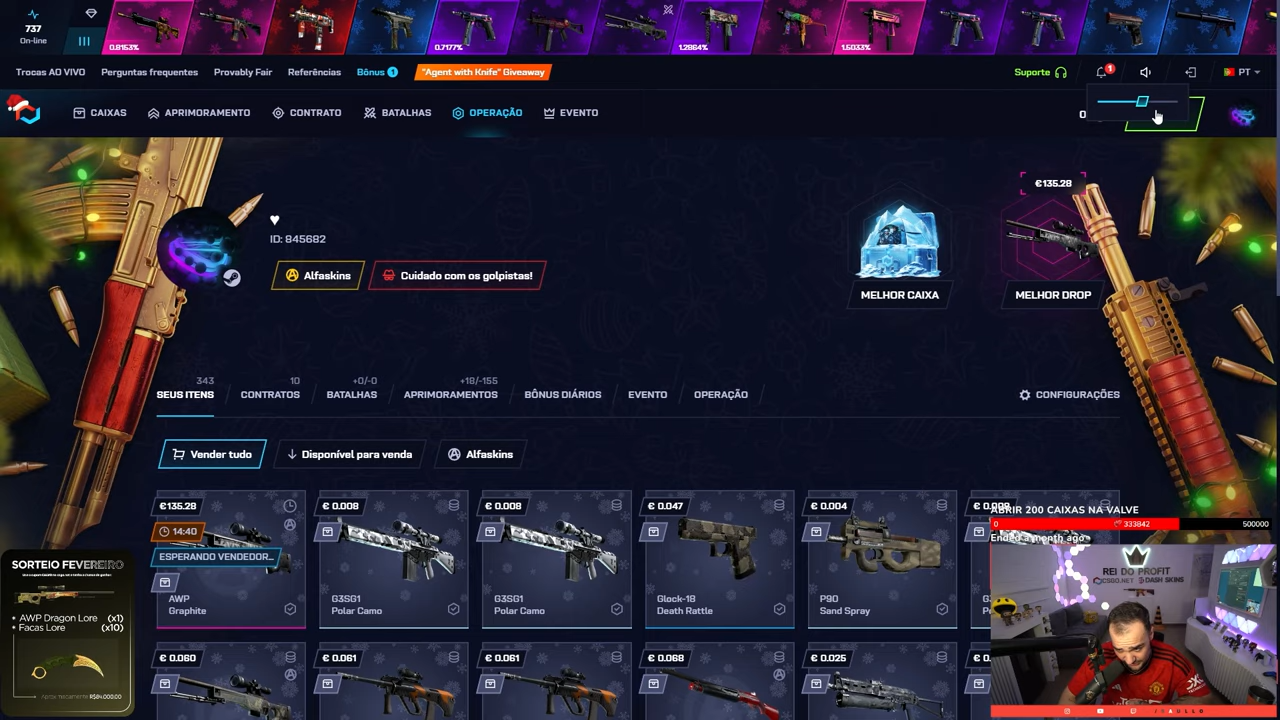 737
On-line
0.8153%
0.7177%
1.2864%
1.5033%
Trocas AO VIVO
Perguntas frequentes
Provably Fair
Referências
Bônus 1
"Agent with Knife" Giveaway
Suporte
1
PT
CAIXAS
APRIMORAMENTO
CONTRATO
BATALHAS
OPERAÇÃO
EVENTO
♥
ID: 845682
Alfaskins
Cuidado com os golpistas!
MELHOR CAIXA
€135.28
MELHOR DROP
343
SEUS ITENS
10
CONTRATOS
+0/-0
BATALHAS
+18/-155
APRIMORAMENTOS
BÔNUS DIÁRIOS
EVENTO
OPERAÇÃO
CONFIGURAÇÕES
Vender tudo
Disponível para venda
Alfaskins
€135.28
14:40
ESPERANDO VENDEDOR...
AWP
Graphite
€ 0.008
G3SG1
Polar Camo
€ 0.008
G3SG1
Polar Camo
€ 0.047
Glock-18
Death Rattle
€ 0.004
P90
Sand Spray
€ 0.060
€ 0.061
€ 0.061
€ 0.068
€ 0.025
ABRIR 200 CAIXAS NA VALVE
0
333842
500000
Ended a month ago
REI DO PROFIT
CSGO.NET
DASH SKINS
SORTEIO FEVEREIRO
• AWP Dragon Lore (x1)
• Facas Lore (x10)